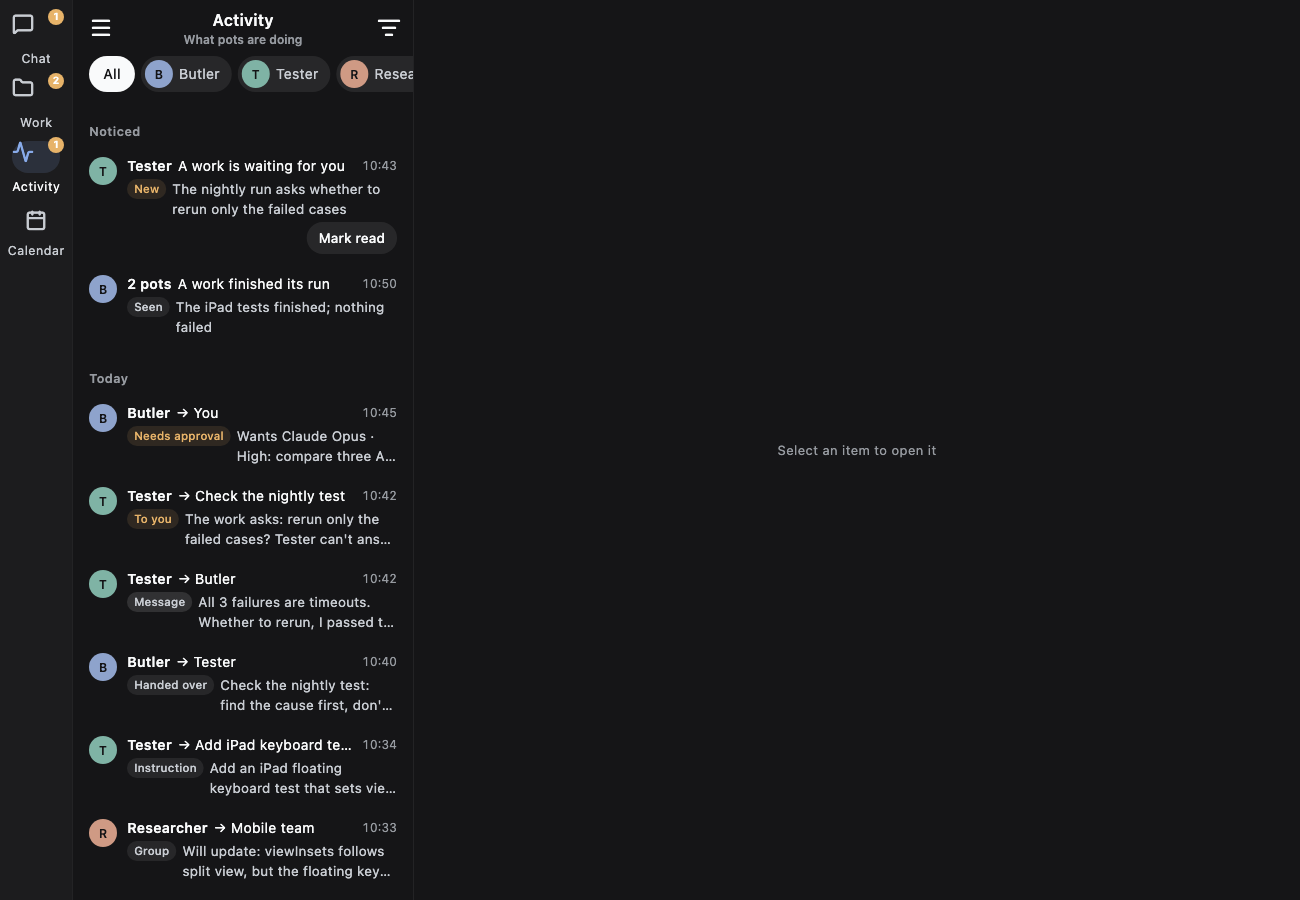 1
Chat
2
Work
1
Activity
Calendar
Activity
What pots are doing
All
B Butler
T Tester
R Resea
Noticed
T
Tester A work is waiting for you 10:43
New The nightly run asks whether to
rerun only the failed cases
Mark read
B
2 pots A work finished its run 10:50
Seen The iPad tests finished; nothing
failed
Today
B
Butler → You 10:45
Needs approval Wants Claude Opus ·
High: compare three A...
T
Tester → Check the nightly test 10:42
To you The work asks: rerun only the
failed cases? Tester can't ans...
T
Tester → Butler 10:42
Message All 3 failures are timeouts.
Whether to rerun, I passed t...
B
Butler → Tester 10:40
Handed over Check the nightly test:
find the cause first, don'...
T
Tester → Add iPad keyboard te... 10:34
Instruction Add an iPad floating
keyboard test that sets vie...
R
Researcher → Mobile team 10:33
Group Will update: viewInsets follows
split view, but the floating key...
Select an item to open it